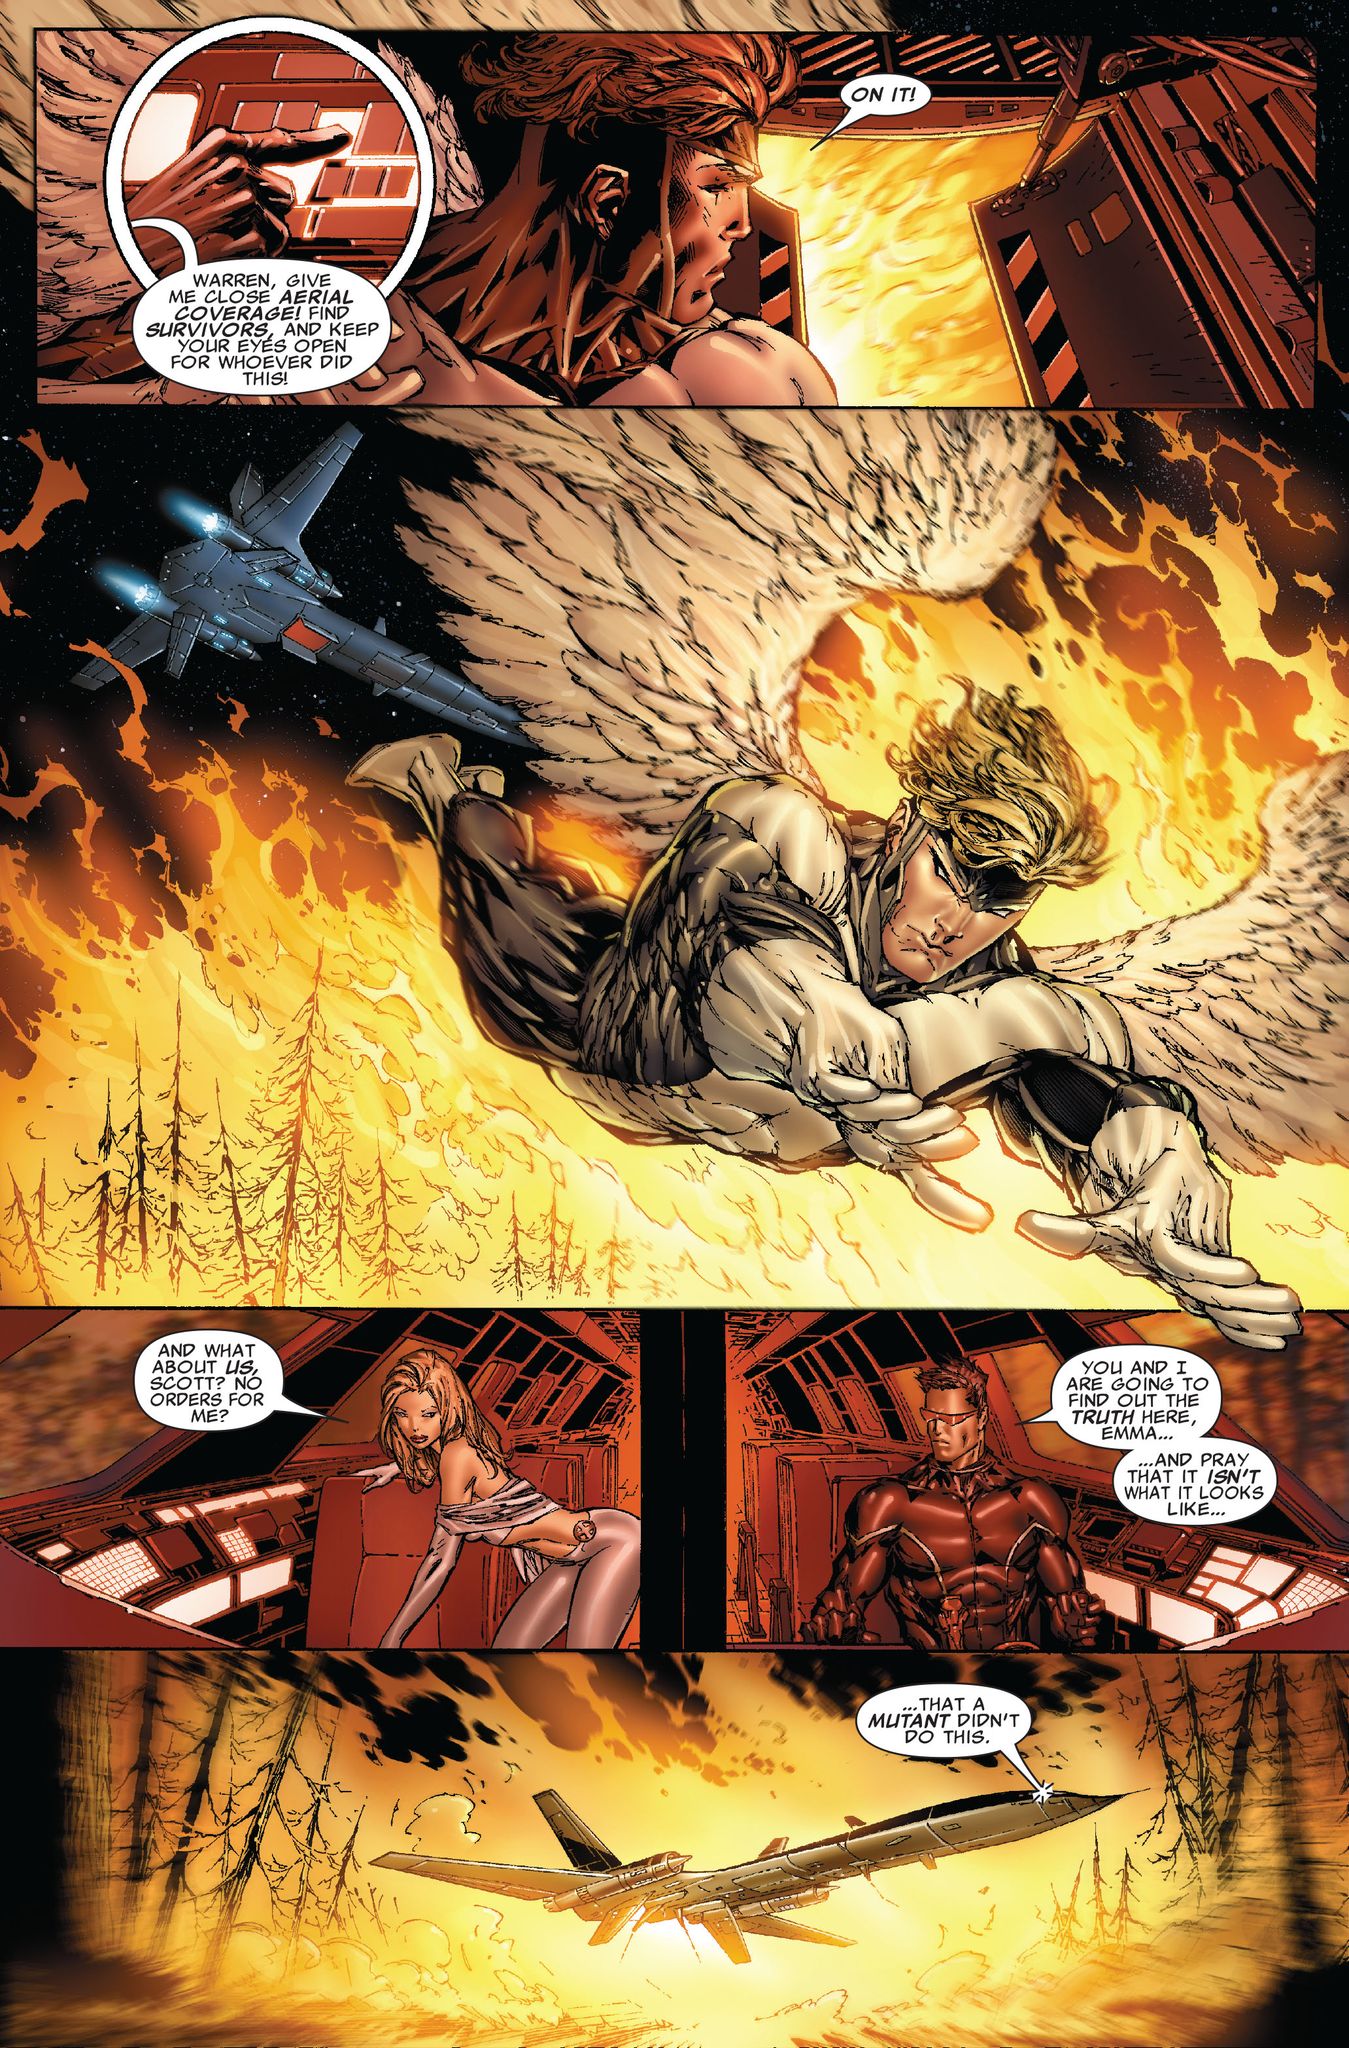 WARREN, GIVE
ME CLOSE AERIAL
COVERAGE! FIND
SURVIVORS, AND KEEP
YOUR EYES OPEN
FOR WHOEVER DID
THIS!
ON IT!
AND WHAT
ABOUT US,
SCOTT? NO
ORDERS FOR
ME?
YOU AND I
ARE GOING TO
FIND OUT THE
TRUTH HERE,
EMMA...
...AND PRAY
THAT IT ISN'T
WHAT IT LOOKS
LIKE...
...THAT A
MUTANT DIDN'T
DO THIS.